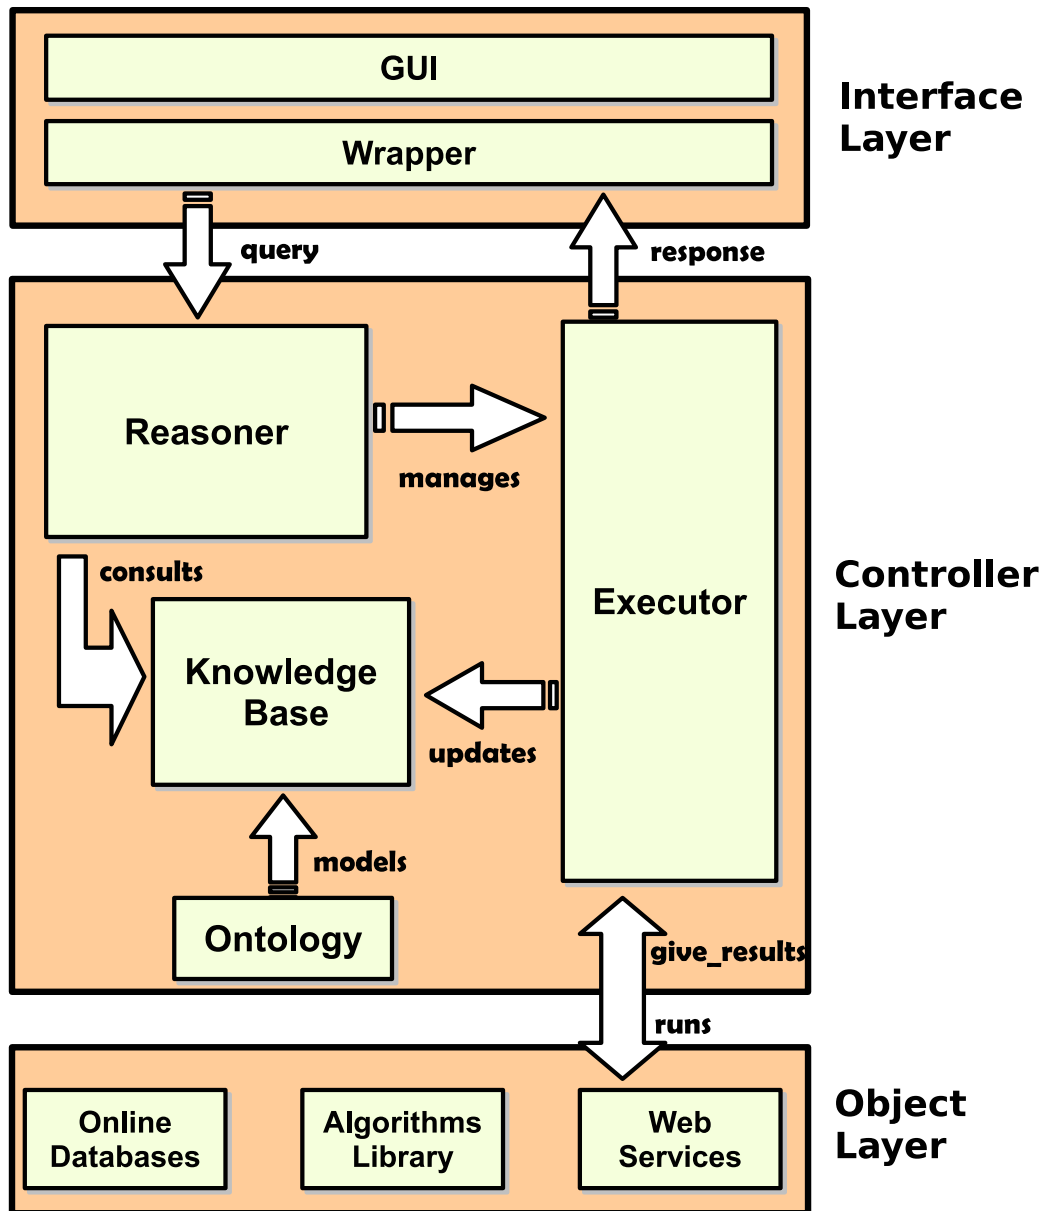 GUI
Interface
Layer
Wrapper
query
response
Reasoner
manages
consults
Executor
Controller
Layer
Knowledge
Base
updates
models
Ontology
give_results
runs
Online
Databases
Algorithms
Library
Web
Services
Object
Layer